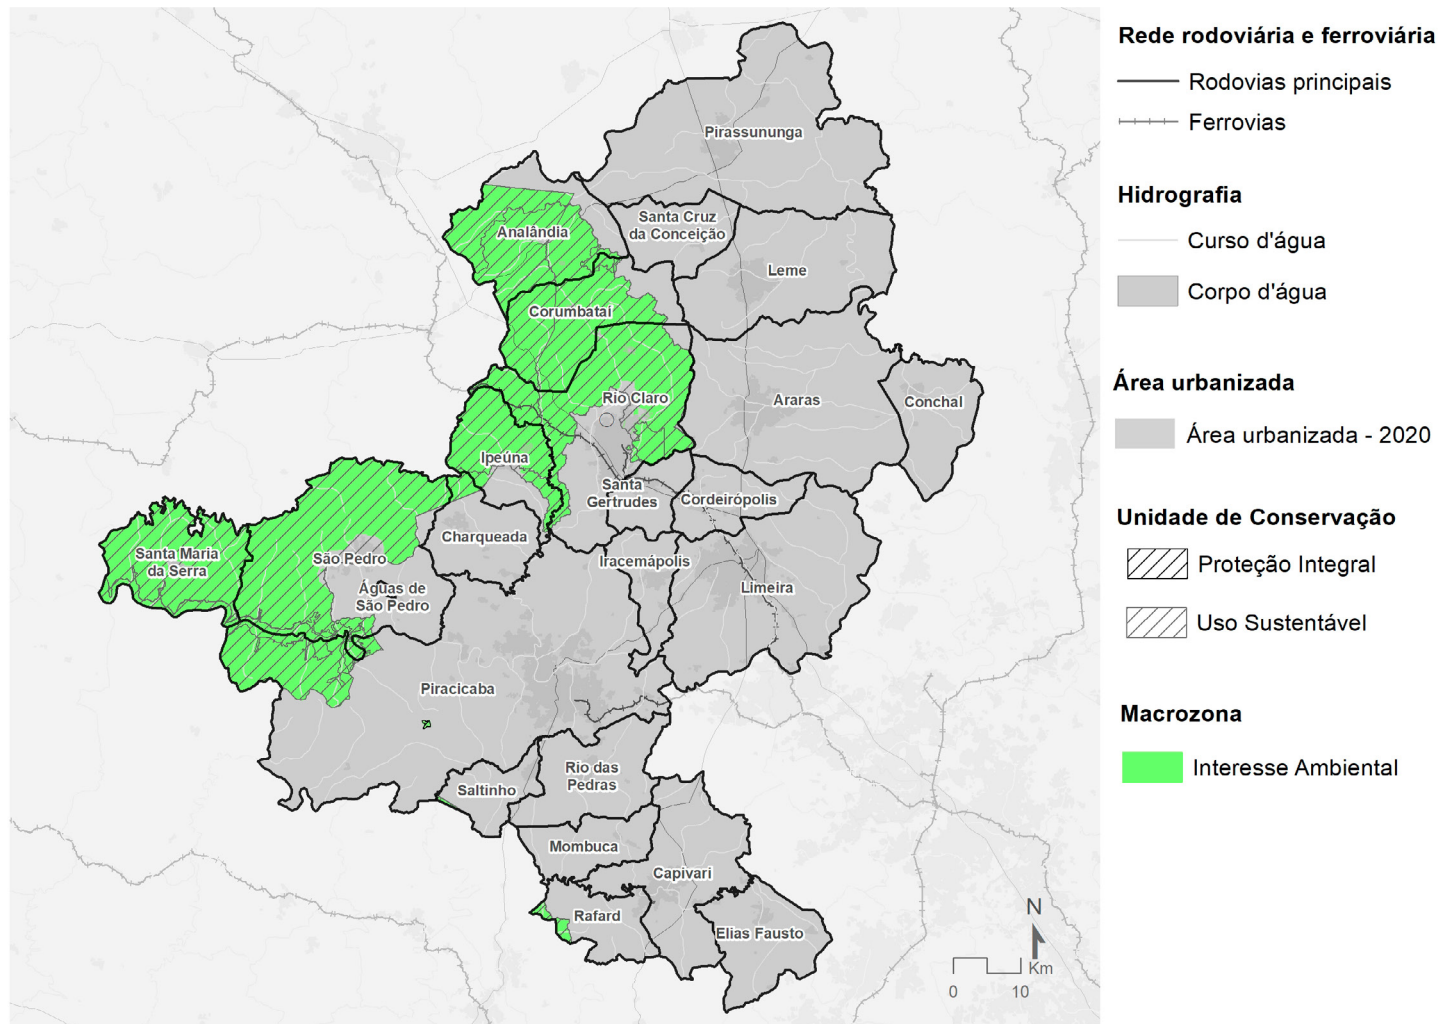 Pirassununga
Santa Cruz
da Conceição
Analândia
Leme
Corumbataí
Rio Claro
Araras
Conchal
Ipeúna
Santa
Gertrudes
Cordeirópolis
Charqueada
Santa Maria
da Serra
São Pedro
Iracemápolis
Águas de
São Pedro
Limeira
Piracicaba
Rio das
Pedras
Saltinho
Mombuca
Capivari
Rafard
Elias Fausto
N
Km
0 10
Rede rodoviária e ferroviária
Rodovias principais
Ferrovias
Hidrografia
Curso d'água
Corpo d'água
Área urbanizada
Área urbanizada - 2020
Unidade de Conservação
Proteção Integral
Uso Sustentável
Macrozona
Interesse Ambiental